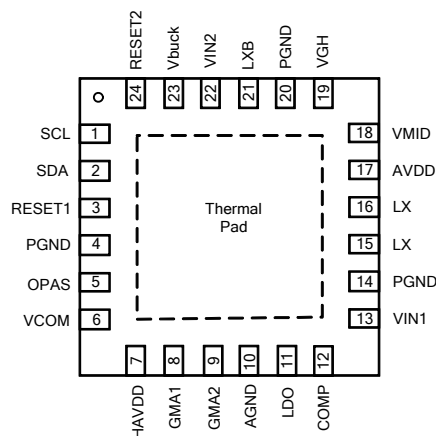 RESET2
Vbuck
VIN2
LXB
PGND
VGH
24
23
22
21
20
19
SCL 1
SDA 2
RESET1 3
PGND 4
OPAS 5
VCOM 6
Thermal
Pad
18 VMID
17 AVDD
16 LX
15 LX
14 PGND
13 VIN1
7
8
9
10
11
12
HAVDD
GMA1
GMA2
AGND
LDO
COMP